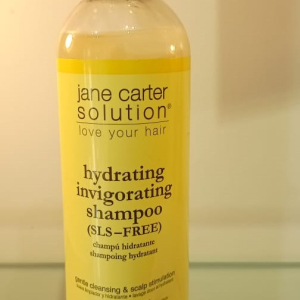 jane carter
solution®
love your hair
hydrating
invigorating
shampoo
(SLS-FREE)
champú hidratante
shampoing hydratant
gentle cleansing & scalp stimulation